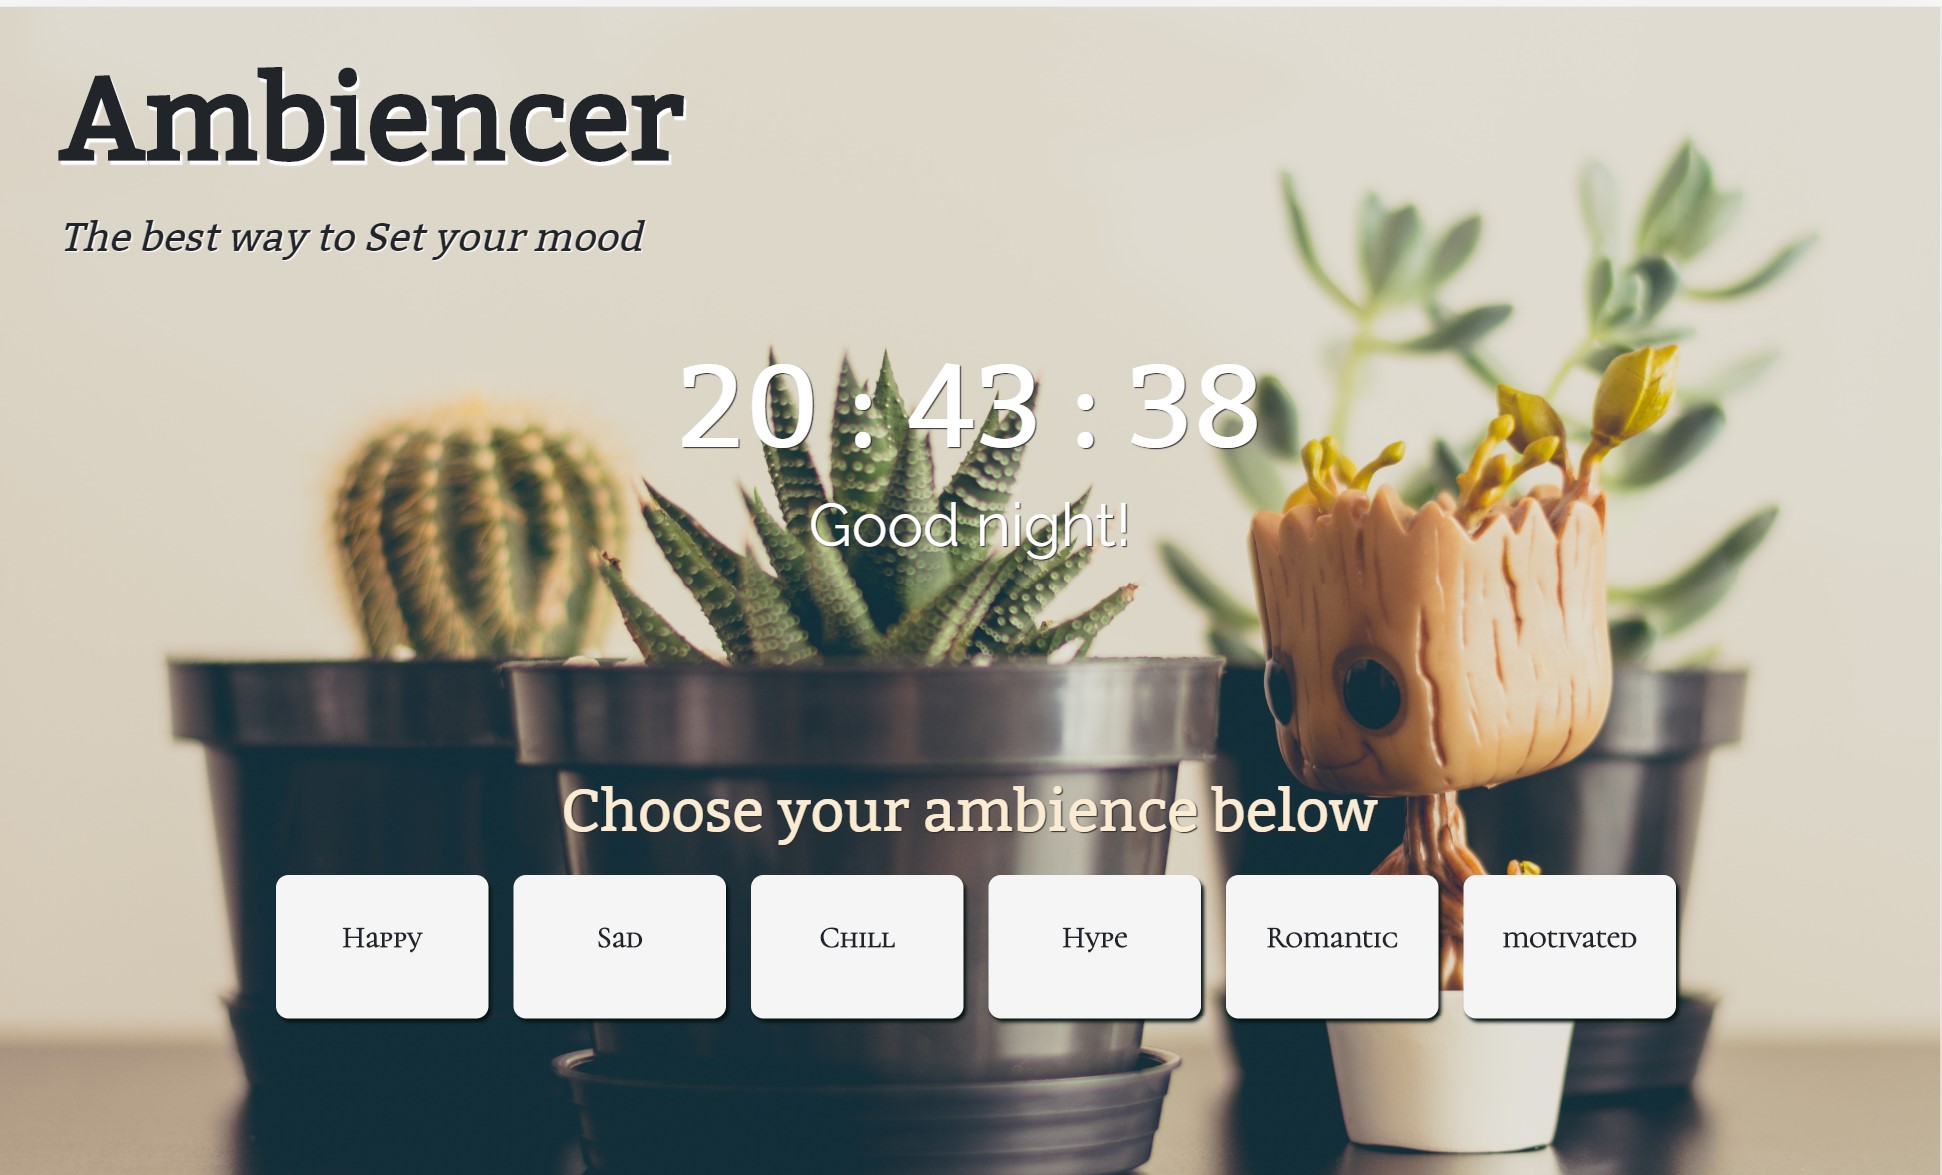 Ambiencer
The best way to Set your mood
20 : 43 : 38
Good night!
Choose your ambience below
Happy
Sad
Chill
Hype
Romantic
motivated